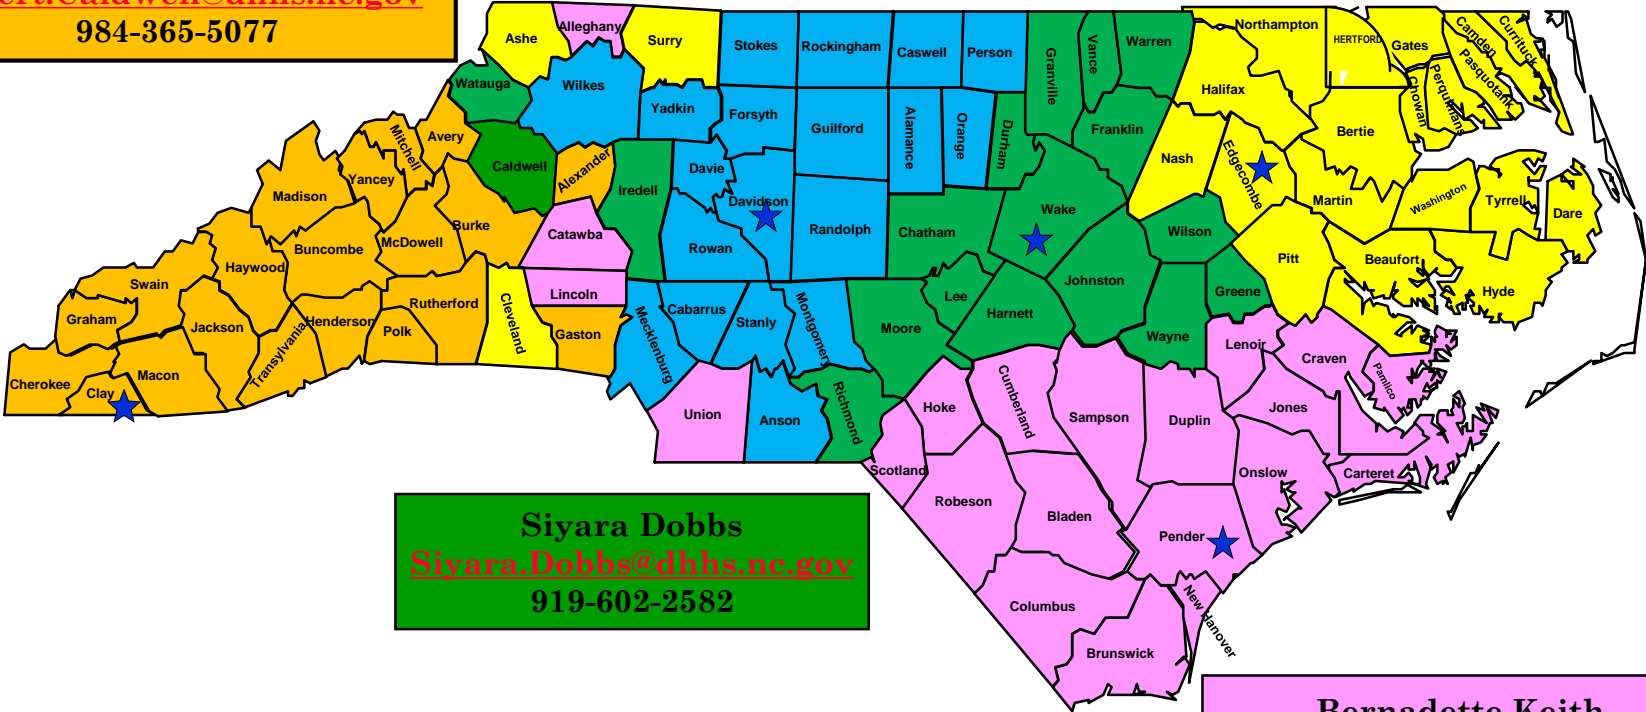 984-365-5077
Ashe
Alleghany
Surry
Stokes
Rockingham
Caswell
Person
Granville
Vance
Warren
Northampton
HERTFORD
Gates
Camden
Currituck
Pasquotank
Perquimans
Chowan
Watauga
Wilkes
Yadkin
Forsyth
Guilford
Alamance
Orange
Durham
Franklin
Halifax
Bertie
Nash
Edgecombe
Mitchell
Avery
Caldwell
Alexander
Iredell
Davie
Davidson
Randolph
Chatham
Wake
Wilson
Martin
Washington
Tyrrell
Dare
Madison
Yancey
Burke
McDowell
Buncombe
Catawba
Rowan
Haywood
Swain
Graham
Jackson
Transylvania
Henderson
Polk
Rutherford
Cleveland
Lincoln
Gaston
Mecklenburg
Cabarrus
Stanly
Montgomery
Moore
Lee
Harnett
Johnston
Greene
Wayne
Pitt
Beaufort
Hyde
Lenoir
Craven
Pamlico
Jones
Cherokee
Clay
Macon
Union
Anson
Richmond
Hoke
Cumberland
Sampson
Duplin
Onslow
Carteret
Scotland
Robeson
Bladen
Pender
Columbus
Brunswick
New Hanover
Siyara Dobbs
Siyara.Dobbs@dhhs.nc.gov
919-602-2582
Bernadette Keith